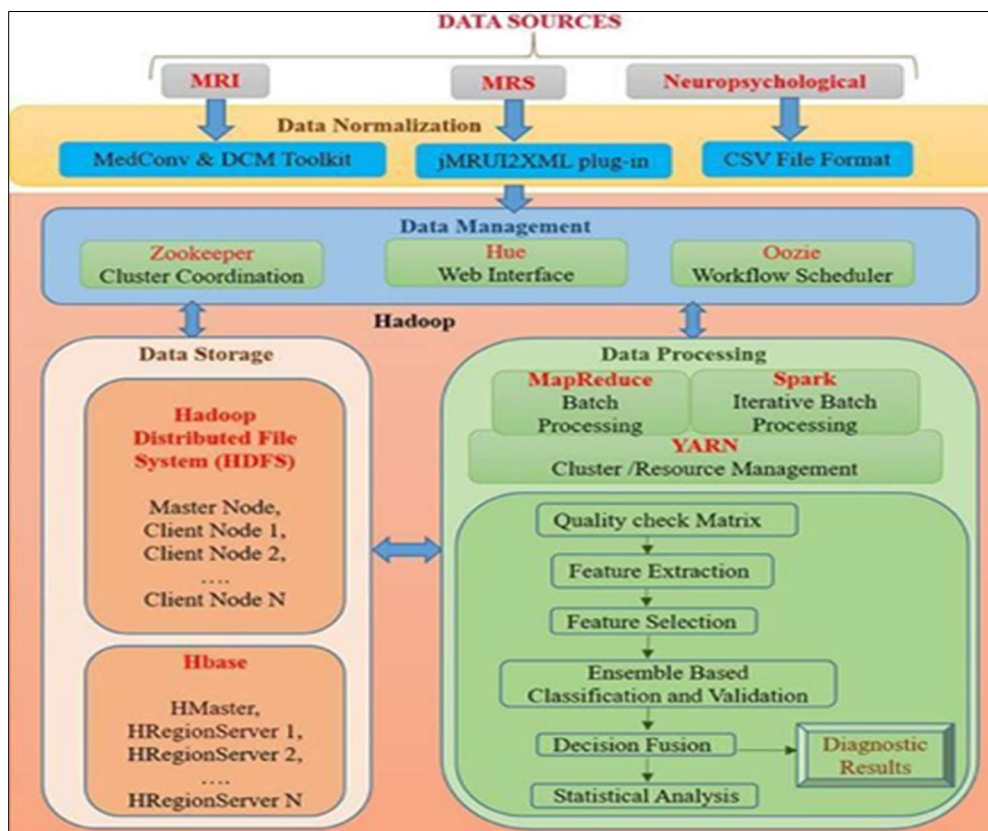 DATA SOURCES
MRI
MRS
Neuropsychological
Data Normalization
MedConv & DCM Toolkit
jMRUI2XML plug-in
CSV File Format
Data Management
Zookeeper
Cluster Coordination
Hue
Web Interface
Oozie
Workflow Scheduler
Hadoop
Data Storage
Hadoop
Distributed File
System (HDFS)
Master Node,
Client Node 1,
Client Node 2,
....
Client Node N
Hbase
HMaster,
HRegionServer 1,
HRegionServer 2,
....
HRegionServer N
Data Processing
MapReduce
Batch
Processing
Spark
Iterative Batch
Processing
YARN
Cluster /Resource Management
Quality check Matrix
Feature Extraction
Feature Selection
Ensemble Based
Classification and Validation
Decision Fusion
Diagnostic
Results
Statistical Analysis